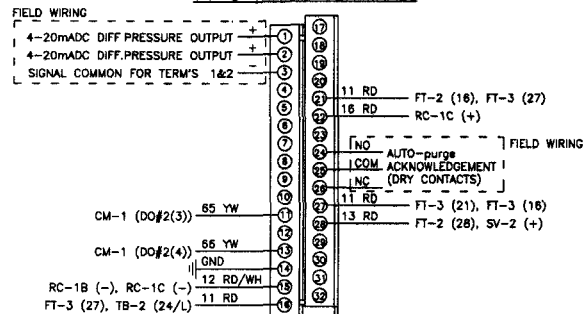 FIELD WIRING
4-20mADC DIFF PRESSURE OUTPUT +
4-20mADC DIFF.PRESSURE OUTPUT +
SIGNAL COMMON FOR TERM'S 1&2 −
1
2
3
4
5
6
7
8
9
10
CM-1 (DO#2(3)) 65 YW 11
12
CM-1 (DO#2(4)) 66 YW 13
GND 14
RC-1B (-), RC-1C (-) 12 RD/WH 15
FT-3 (27), TB-2 (24/L) 11 RD 16
17
18
19
20
21 11 RD FT-2 (16), FT-3 (27)
22 16 RD RC-1C (+)
23
24 NO AUTO-purge FIELD WIRING
25 COM ACKNOWLEDGEMENT
26 NC (DRY CONTACTS)
27 11 RD FT-3 (21), FT-3 (16)
28 13 RD FT-2 (28), SV-2 (+)
29
30
31
32